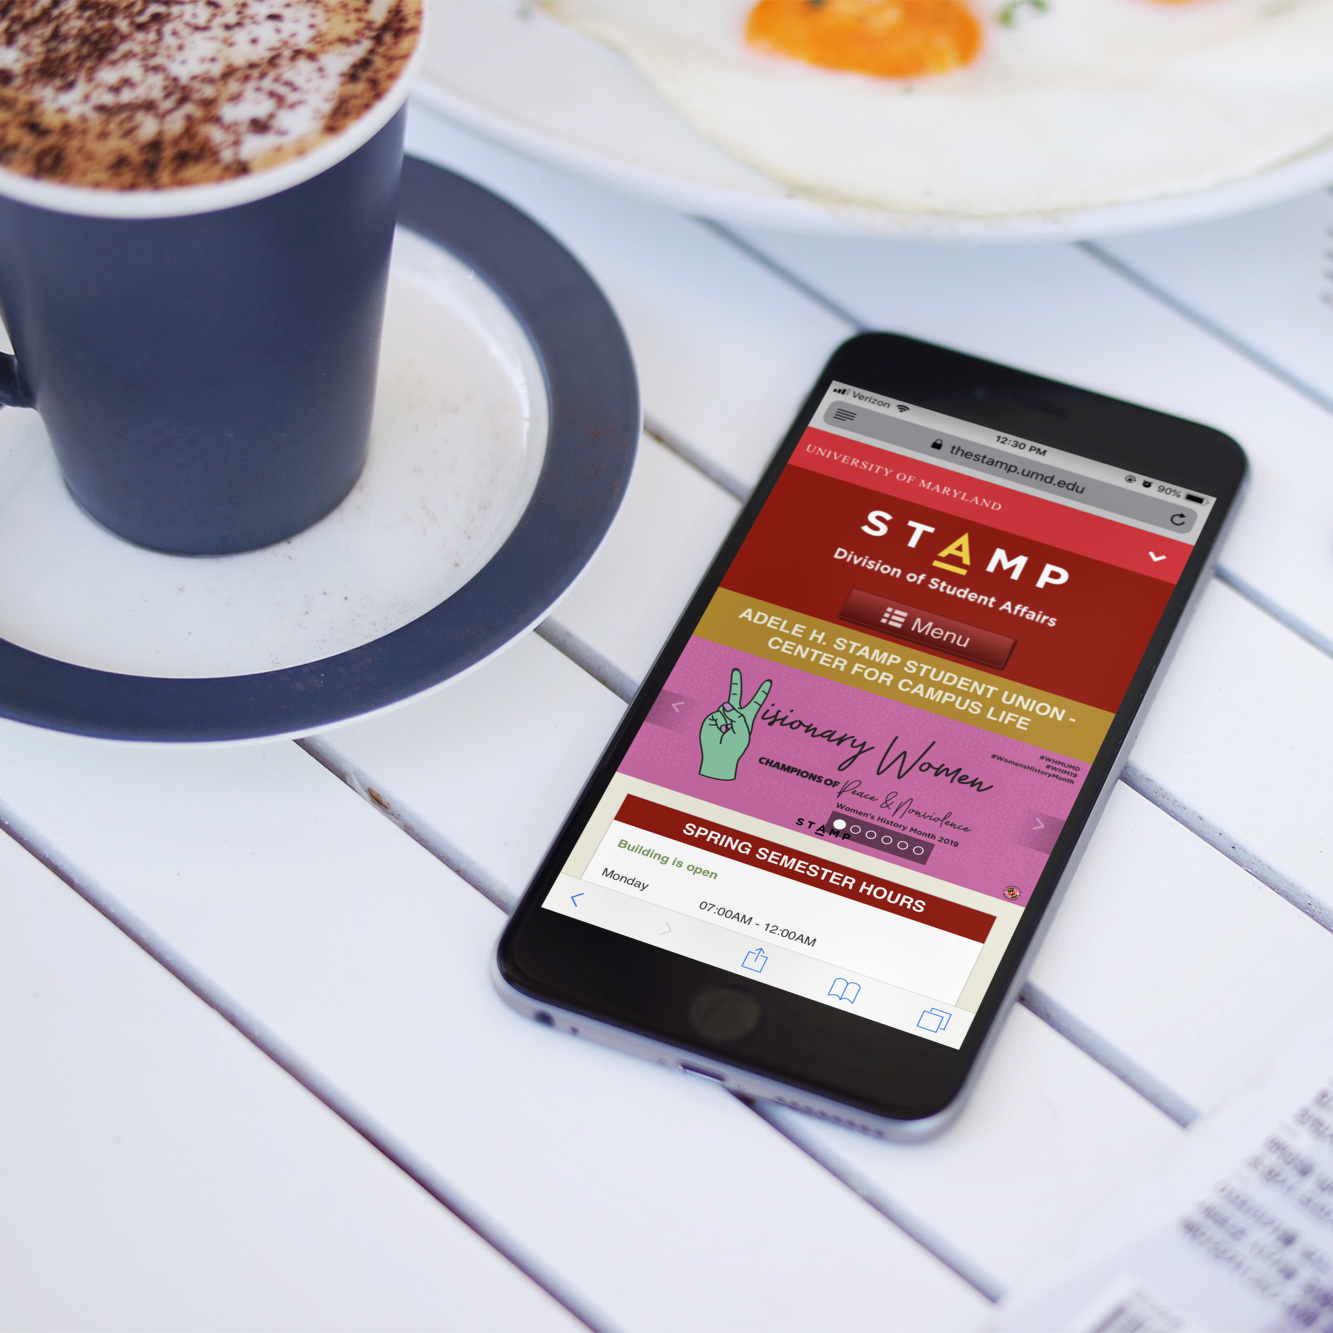 Verizon
12:30 PM
90%
thestamp.umd.edu
UNIVERSITY OF MARYLAND
STAMP
Division of Student Affairs
Menu
ADELE H. STAMP STUDENT UNION -
CENTER FOR CAMPUS LIFE
Visionary Women
#WHMUMD
#WHM19
#WomensHistoryMonth
CHAMPIONS OF Peace & Nonviolence
Women's History Month 2019
STAMP
SPRING SEMESTER HOURS
Building is open
Monday
07:00AM - 12:00AM